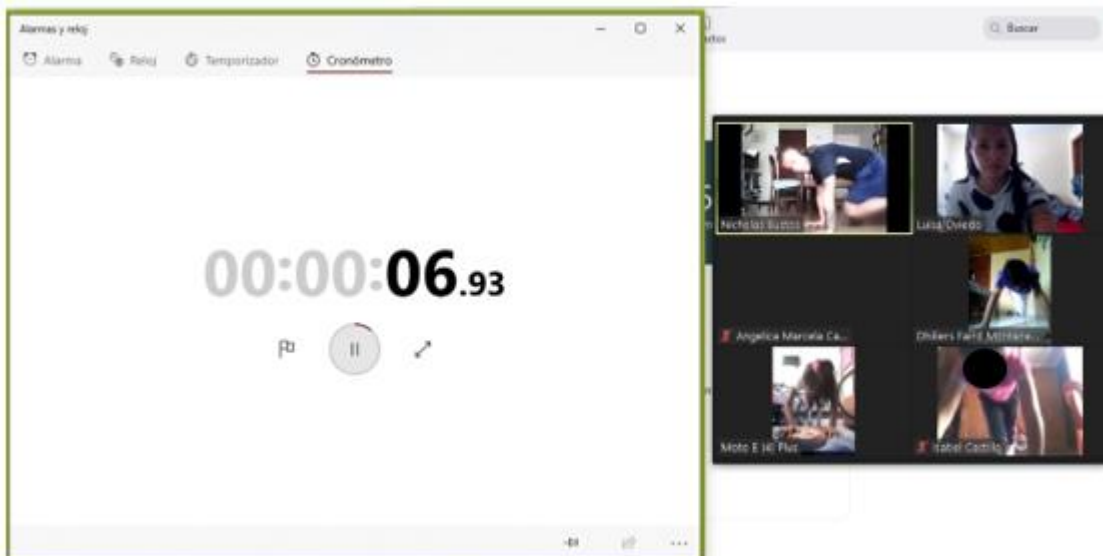 Alarmas y reloj
Alarma
Reloj
Temporizador
Cronómetro
Buscar
00:00:06.93
Nicholas Bustos
Luisa Oviedo
Angelica Marcela Ca...
Moto E (4) Plus
Isabel Castillo